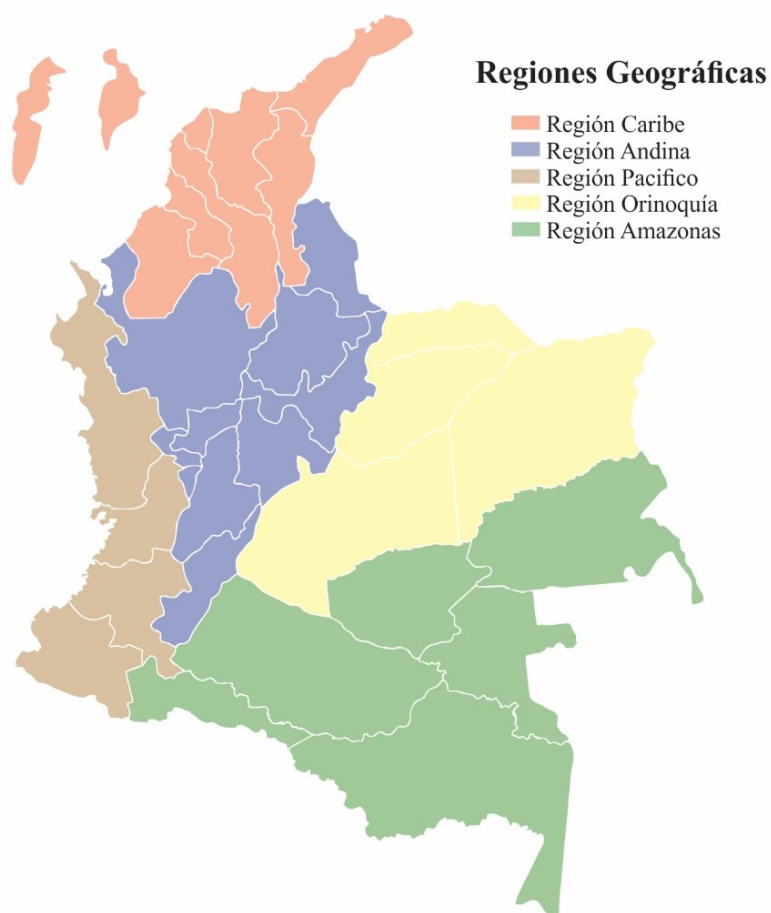 Regiones Geográficas
Región Caribe
Región Andina
Región Pacifico
Región Orinoquía
Región Amazonas